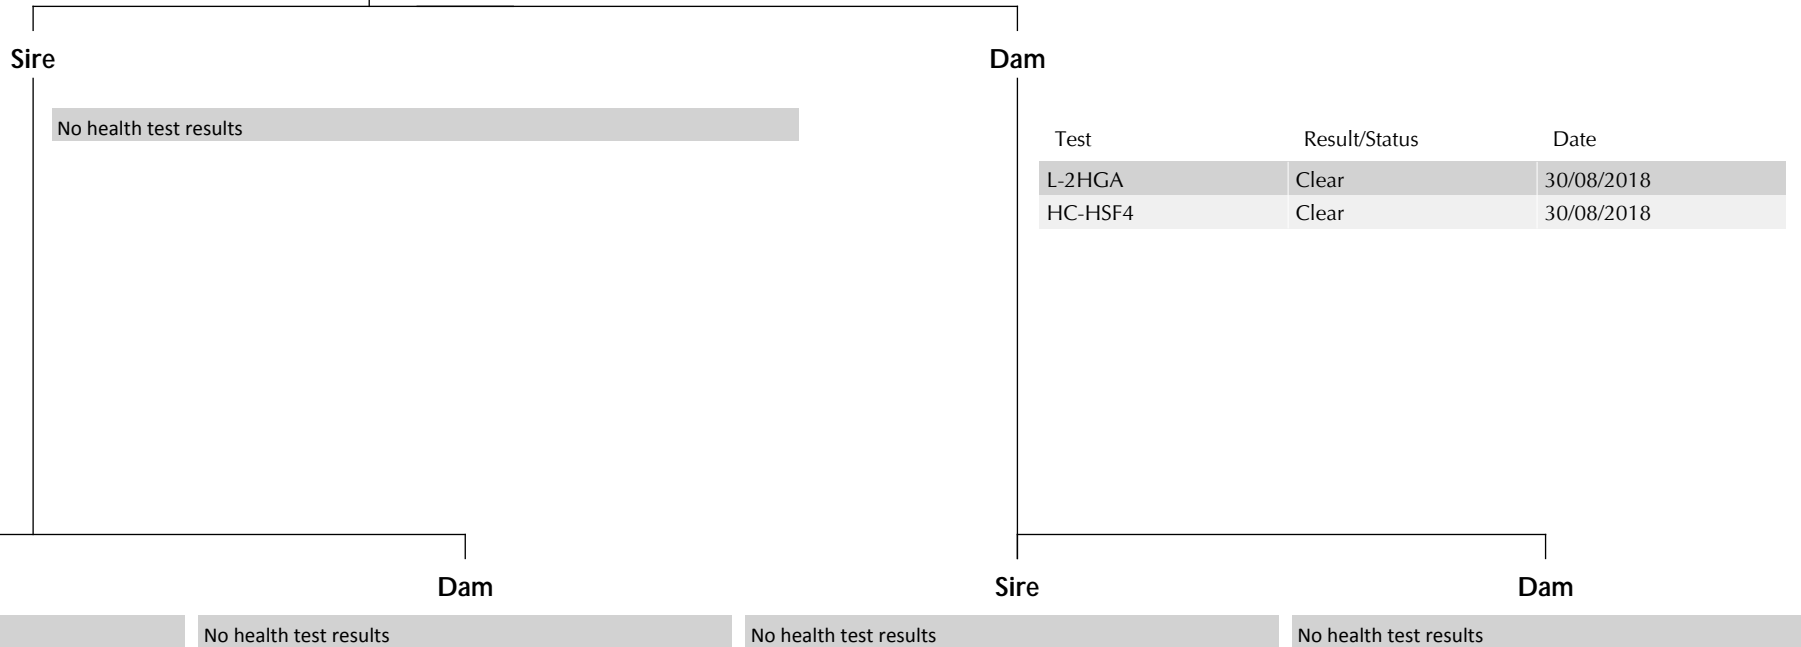 Sire
Dam
No health test results
Test Result/Status Date
L-2HGA Clear 30/08/2018
HC-HSF4 Clear 30/08/2018
Dam
Sire
Dam
No health test results
No health test results
No health test results